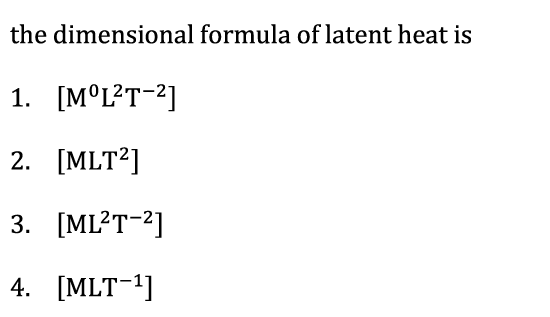 the dimensional formula of latent heat is
1. [M⁰L²T⁻²]
2. [MLT²]
3. [ML²T⁻²]
4. [MLT⁻¹]